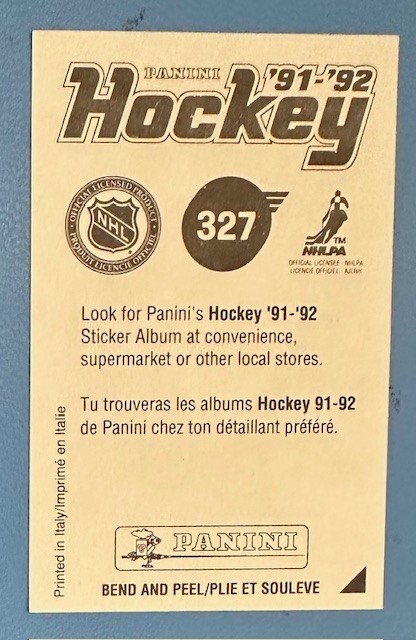 PANINI '91-'92
Hockey
OFFICIAL LICENSED PRODUCT
NHL
PRODUIT LICENCIE OFFICIEL
327
TM
NHLPA
OFFICIAL LICENSEE - NHLPA
LICENCIE OFFICIEL - AJLNH
Look for Panini's Hockey '91-'92
Sticker Album at convenience,
supermarket or other local stores.
Tu trouveras les albums Hockey 91-92
de Panini chez ton détaillant préféré.
Printed in Italy/Imprimé en Italie
PANINI
BEND AND PEEL/PLIE ET SOULEVE